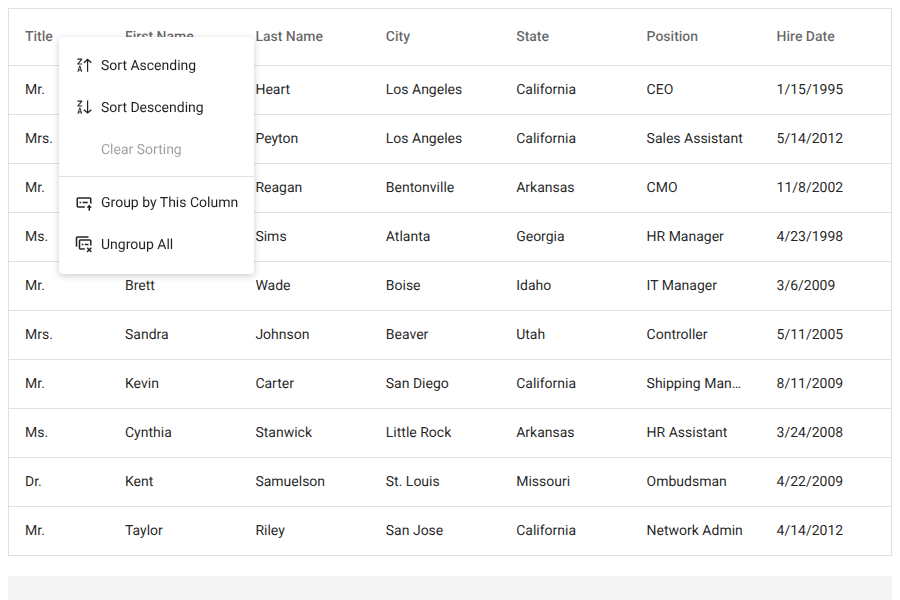 Title First Name Last Name City State Position Hire Date
Sort Ascending
Sort Descending
Clear Sorting
Group by This Column
Ungroup All
Mr. Heart Los Angeles California CEO 1/15/1995
Mrs. Peyton Los Angeles California Sales Assistant 5/14/2012
Mr. Reagan Bentonville Arkansas CMO 11/8/2002
Ms. Sims Atlanta Georgia HR Manager 4/23/1998
Mr. Brett Wade Boise Idaho IT Manager 3/6/2009
Mrs. Sandra Johnson Beaver Utah Controller 5/11/2005
Mr. Kevin Carter San Diego California Shipping Man... 8/11/2009
Ms. Cynthia Stanwick Little Rock Arkansas HR Assistant 3/24/2008
Dr. Kent Samuelson St. Louis Missouri Ombudsman 4/22/2009
Mr. Taylor Riley San Jose California Network Admin 4/14/2012